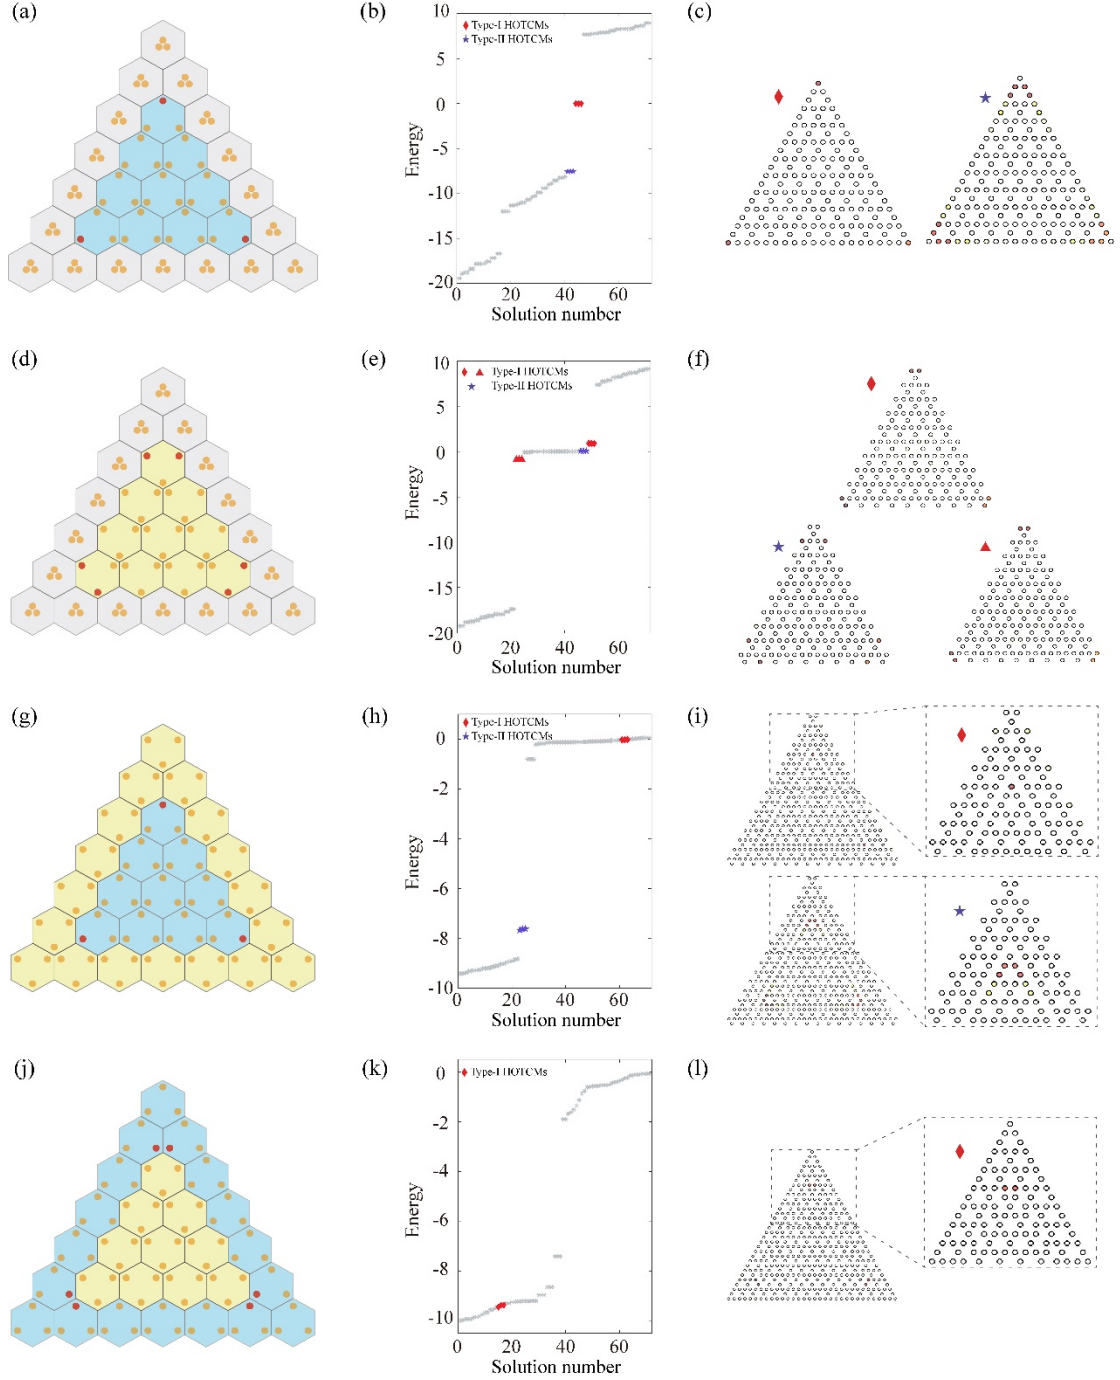 (a)
(b)
(c)
10
5
0
-5
-10
-15
-20
Energy
Type-I HOTCMs
Type-II HOTCMs
0
20
40
60
Solution number
(d)
(e)
(f)
10
5
0
-5
-10
-15
-20
Energy
Type-I HOTCMs
Type-II HOTCMs
0
20
40
60
Solution number
(g)
(h)
(i)
0
-2
-4
-6
-8
-10
Energy
Type-I HOTCMs
Type-II HOTCMs
0
20
40
60
Solution number
(j)
(k)
(l)
0
-2
-4
-6
-8
-10
Energy
Type-I HOTCMs
0
20
40
60
Solution number